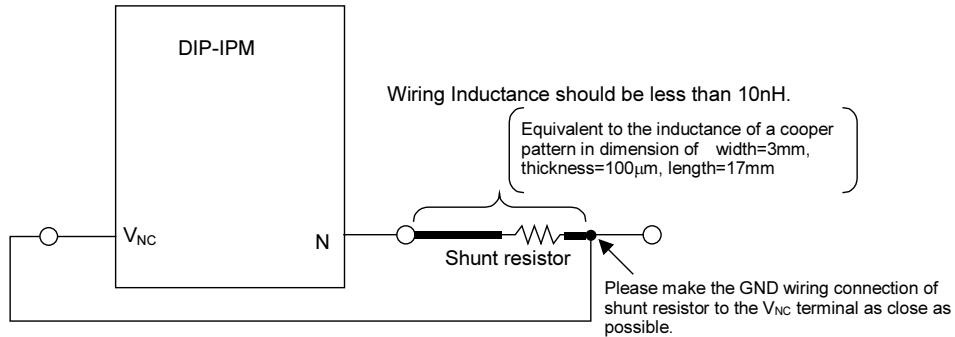 DIP-IPM
Wiring Inductance should be less than 10nH.
Equivalent to the inductance of a cooper
pattern in dimension of width=3mm,
thickness=100μm, length=17mm
VNC
N
Shunt resistor
Please make the GND wiring connection of
shunt resistor to the VNC terminal as close as
possible.